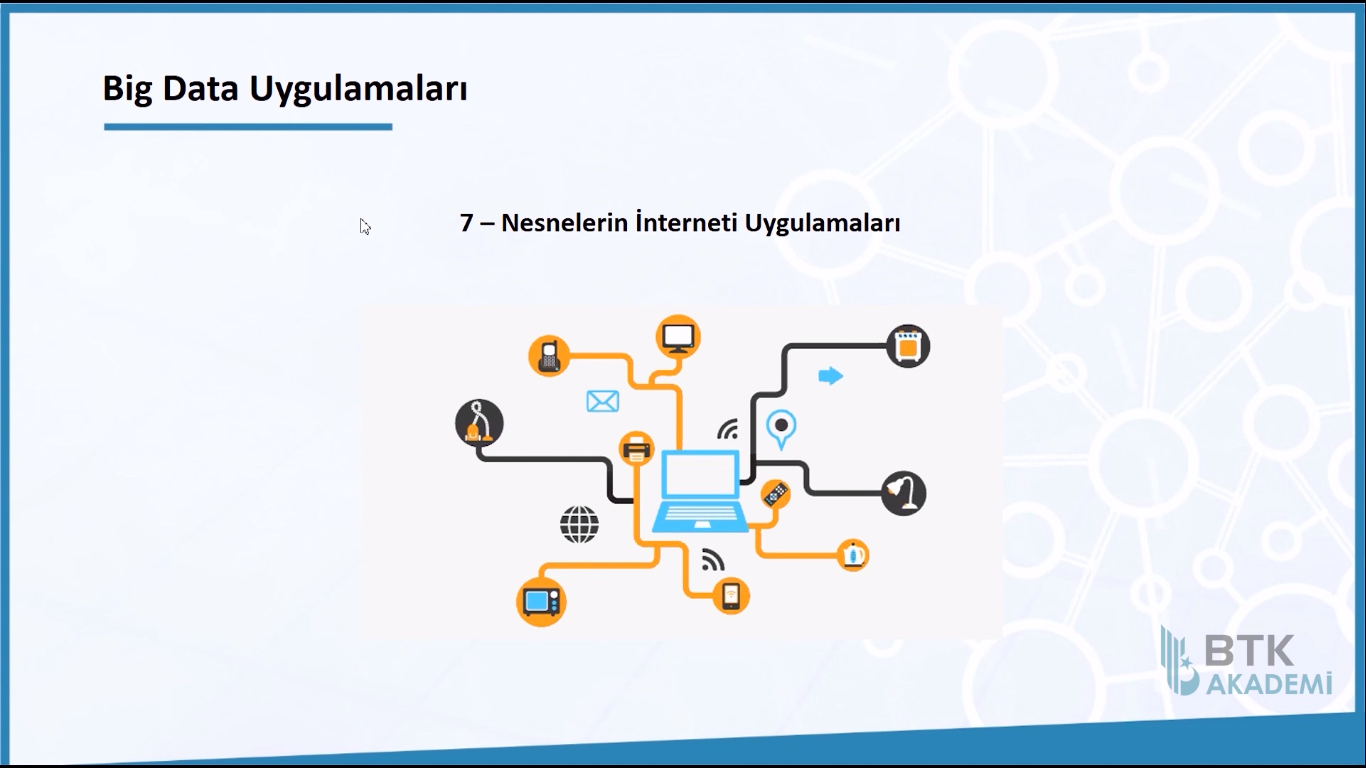 Big Data Uygulamaları
7 – Nesnelerin İnterneti Uygulamaları
BTK
AKADEMİ